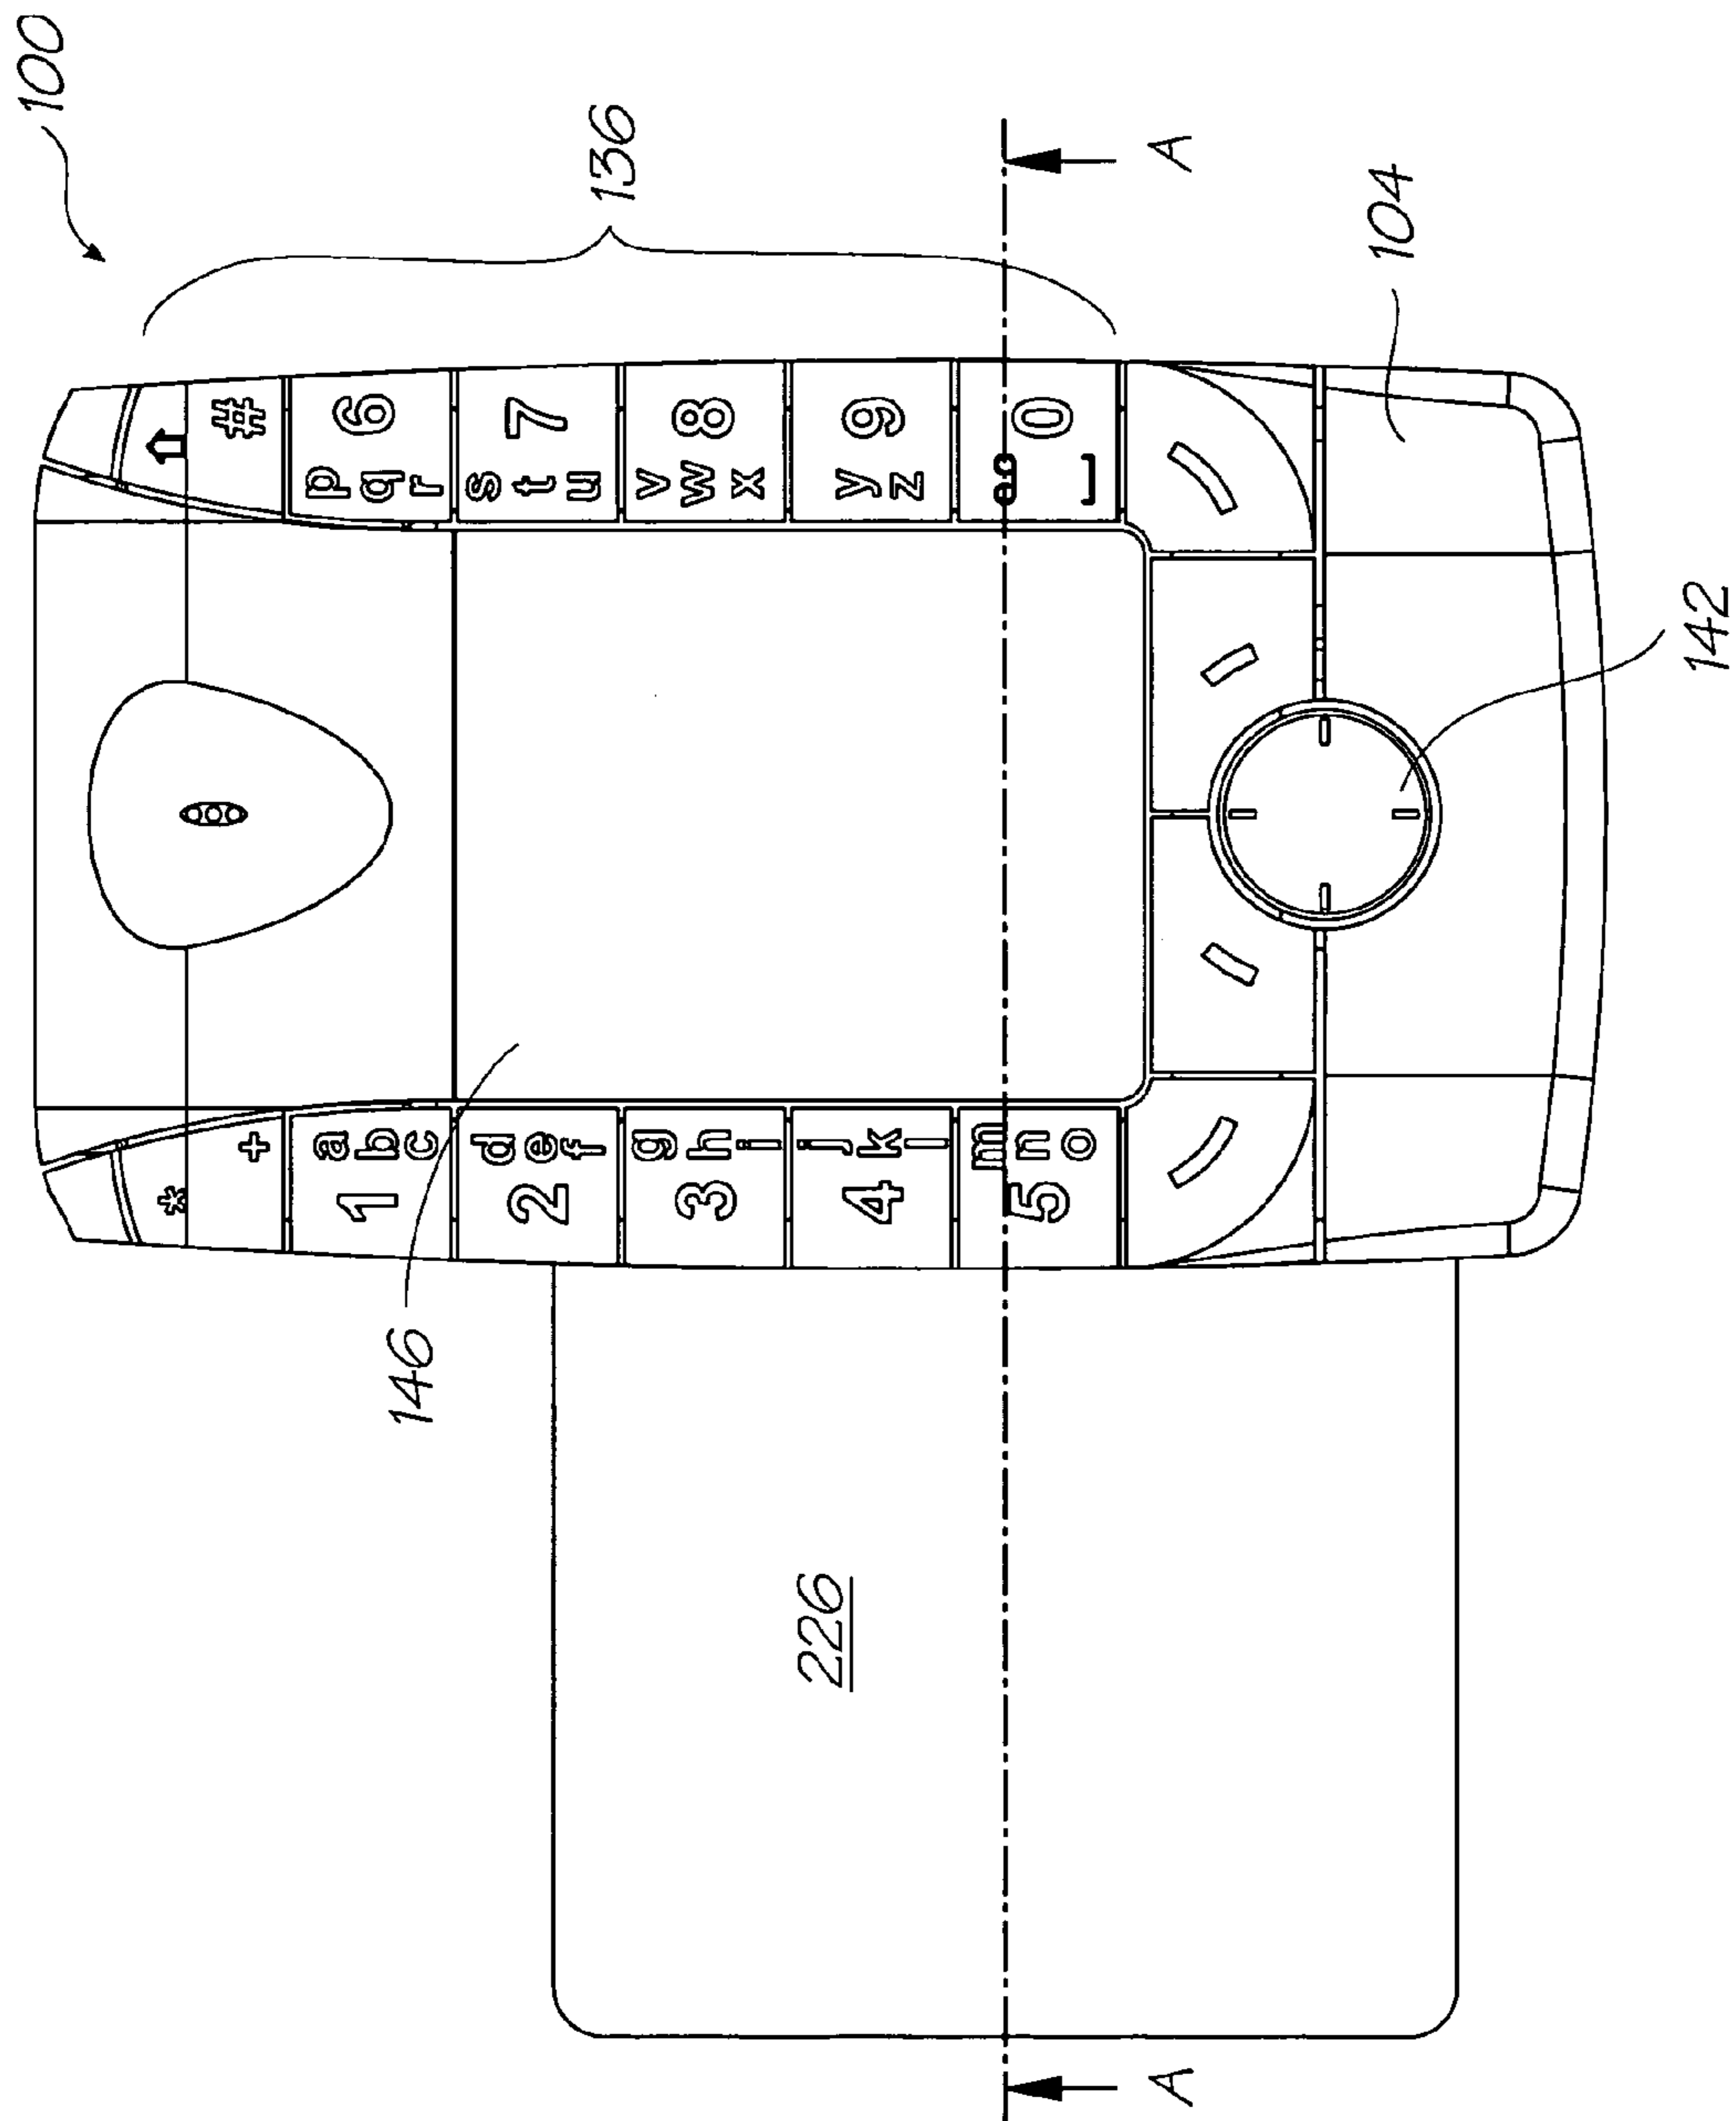 100
136
A
104
142
146
226
A
* +
1 abc
2 def
3 ghi
4 jkl
5 mno
#
pqr 6
stu 7
vwx 8
yz 9
0